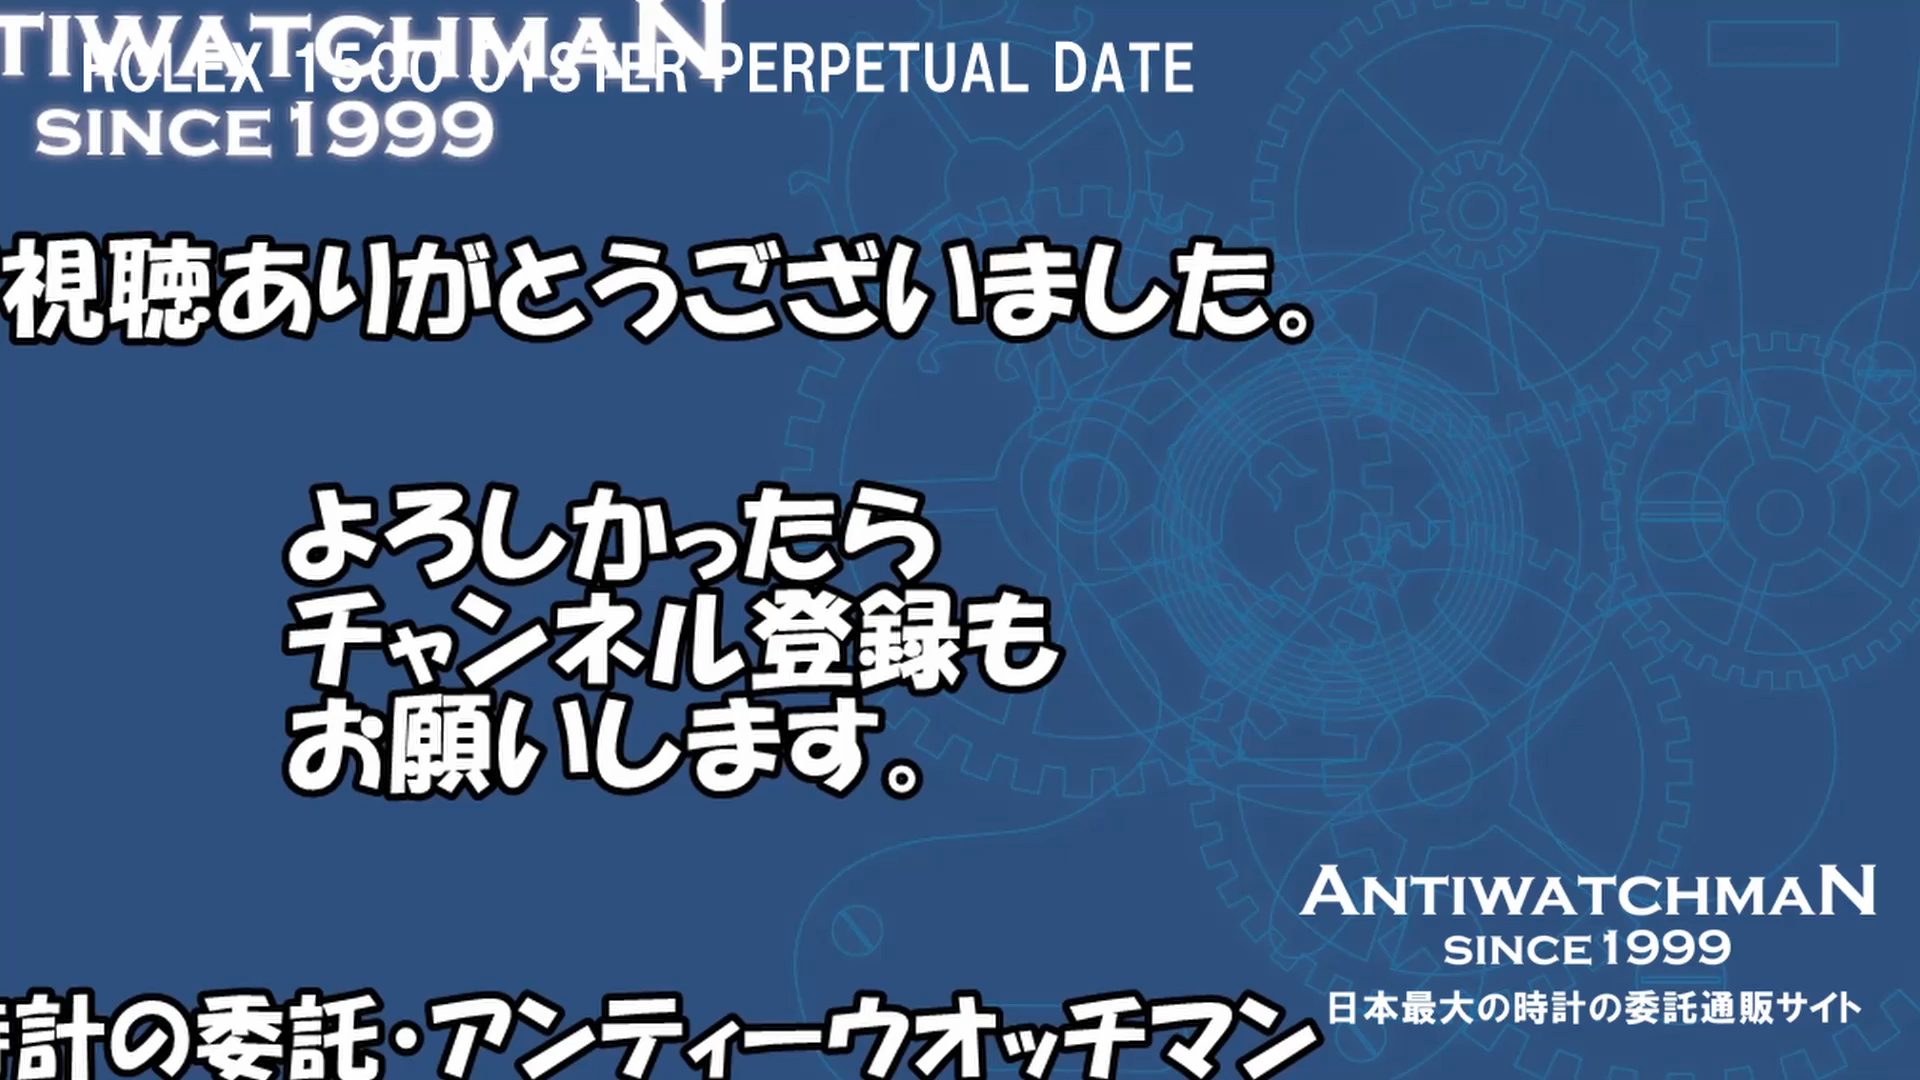 TIWATCHMAN
ROLEX 1500 OYSTER PERPETUAL DATE
SINCE 1999
視聴ありがとうございました。
よろしかったら
チャンネル登録も
お願いします。
ANTIWATCHMAN
SINCE 1999
日本最大の時計の委託通販サイト
時計の委託・アンティーウオッチマン